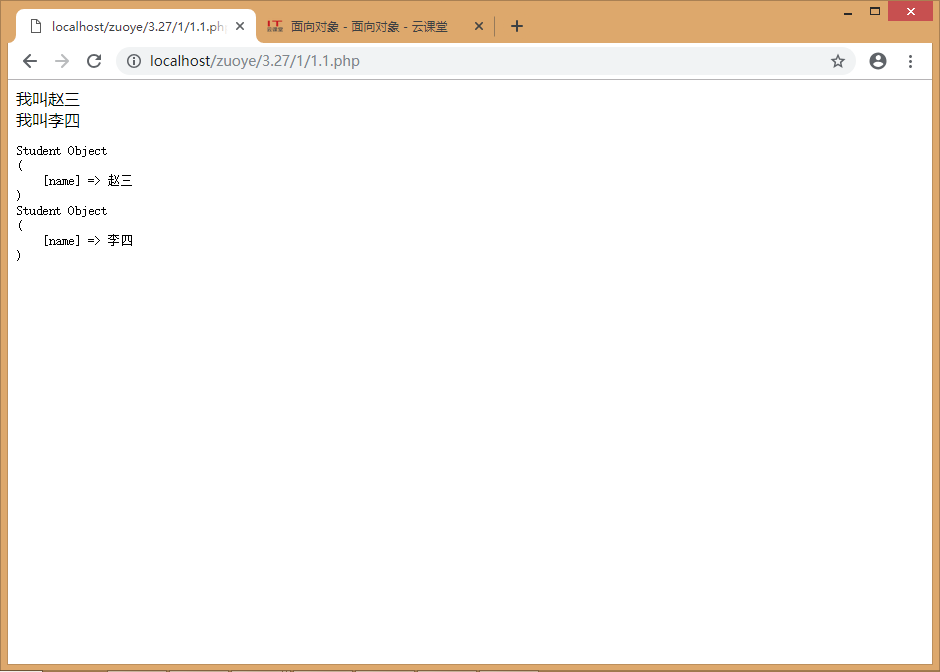 localhost/zuoye/3.27/1/1.1.ph
面向对象 - 面向对象 - 云课堂
localhost/zuoye/3.27/1/1.1.php
我叫赵三
我叫李四
Student Object
(
    [name] => 赵三
)
Student Object
(
    [name] => 李四
)